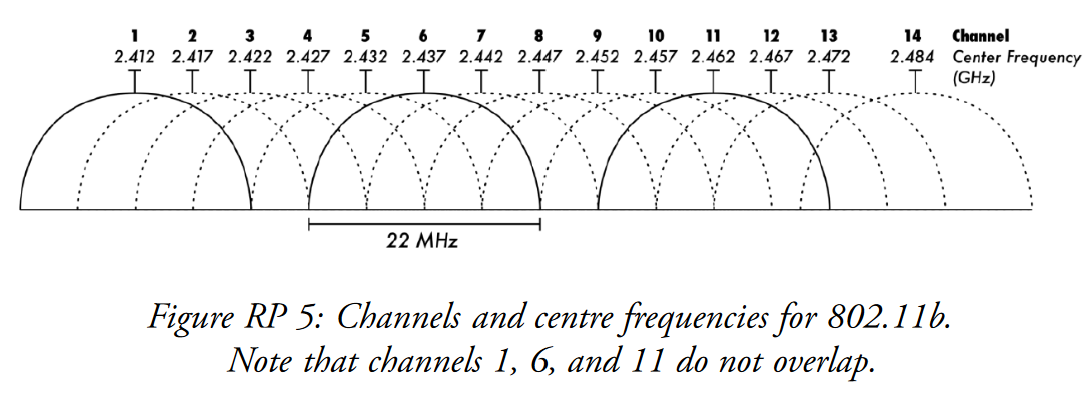 1 2 3 4 5 6 7 8 9 10 11 12 13 14 Channel
2.412 2.417 2.422 2.427 2.432 2.437 2.442 2.447 2.452 2.457 2.462 2.467 2.472 2.484 Center Frequency
(GHz)
22 MHz
Figure RP 5: Channels and centre frequencies for 802.11b.
Note that channels 1, 6, and 11 do not overlap.